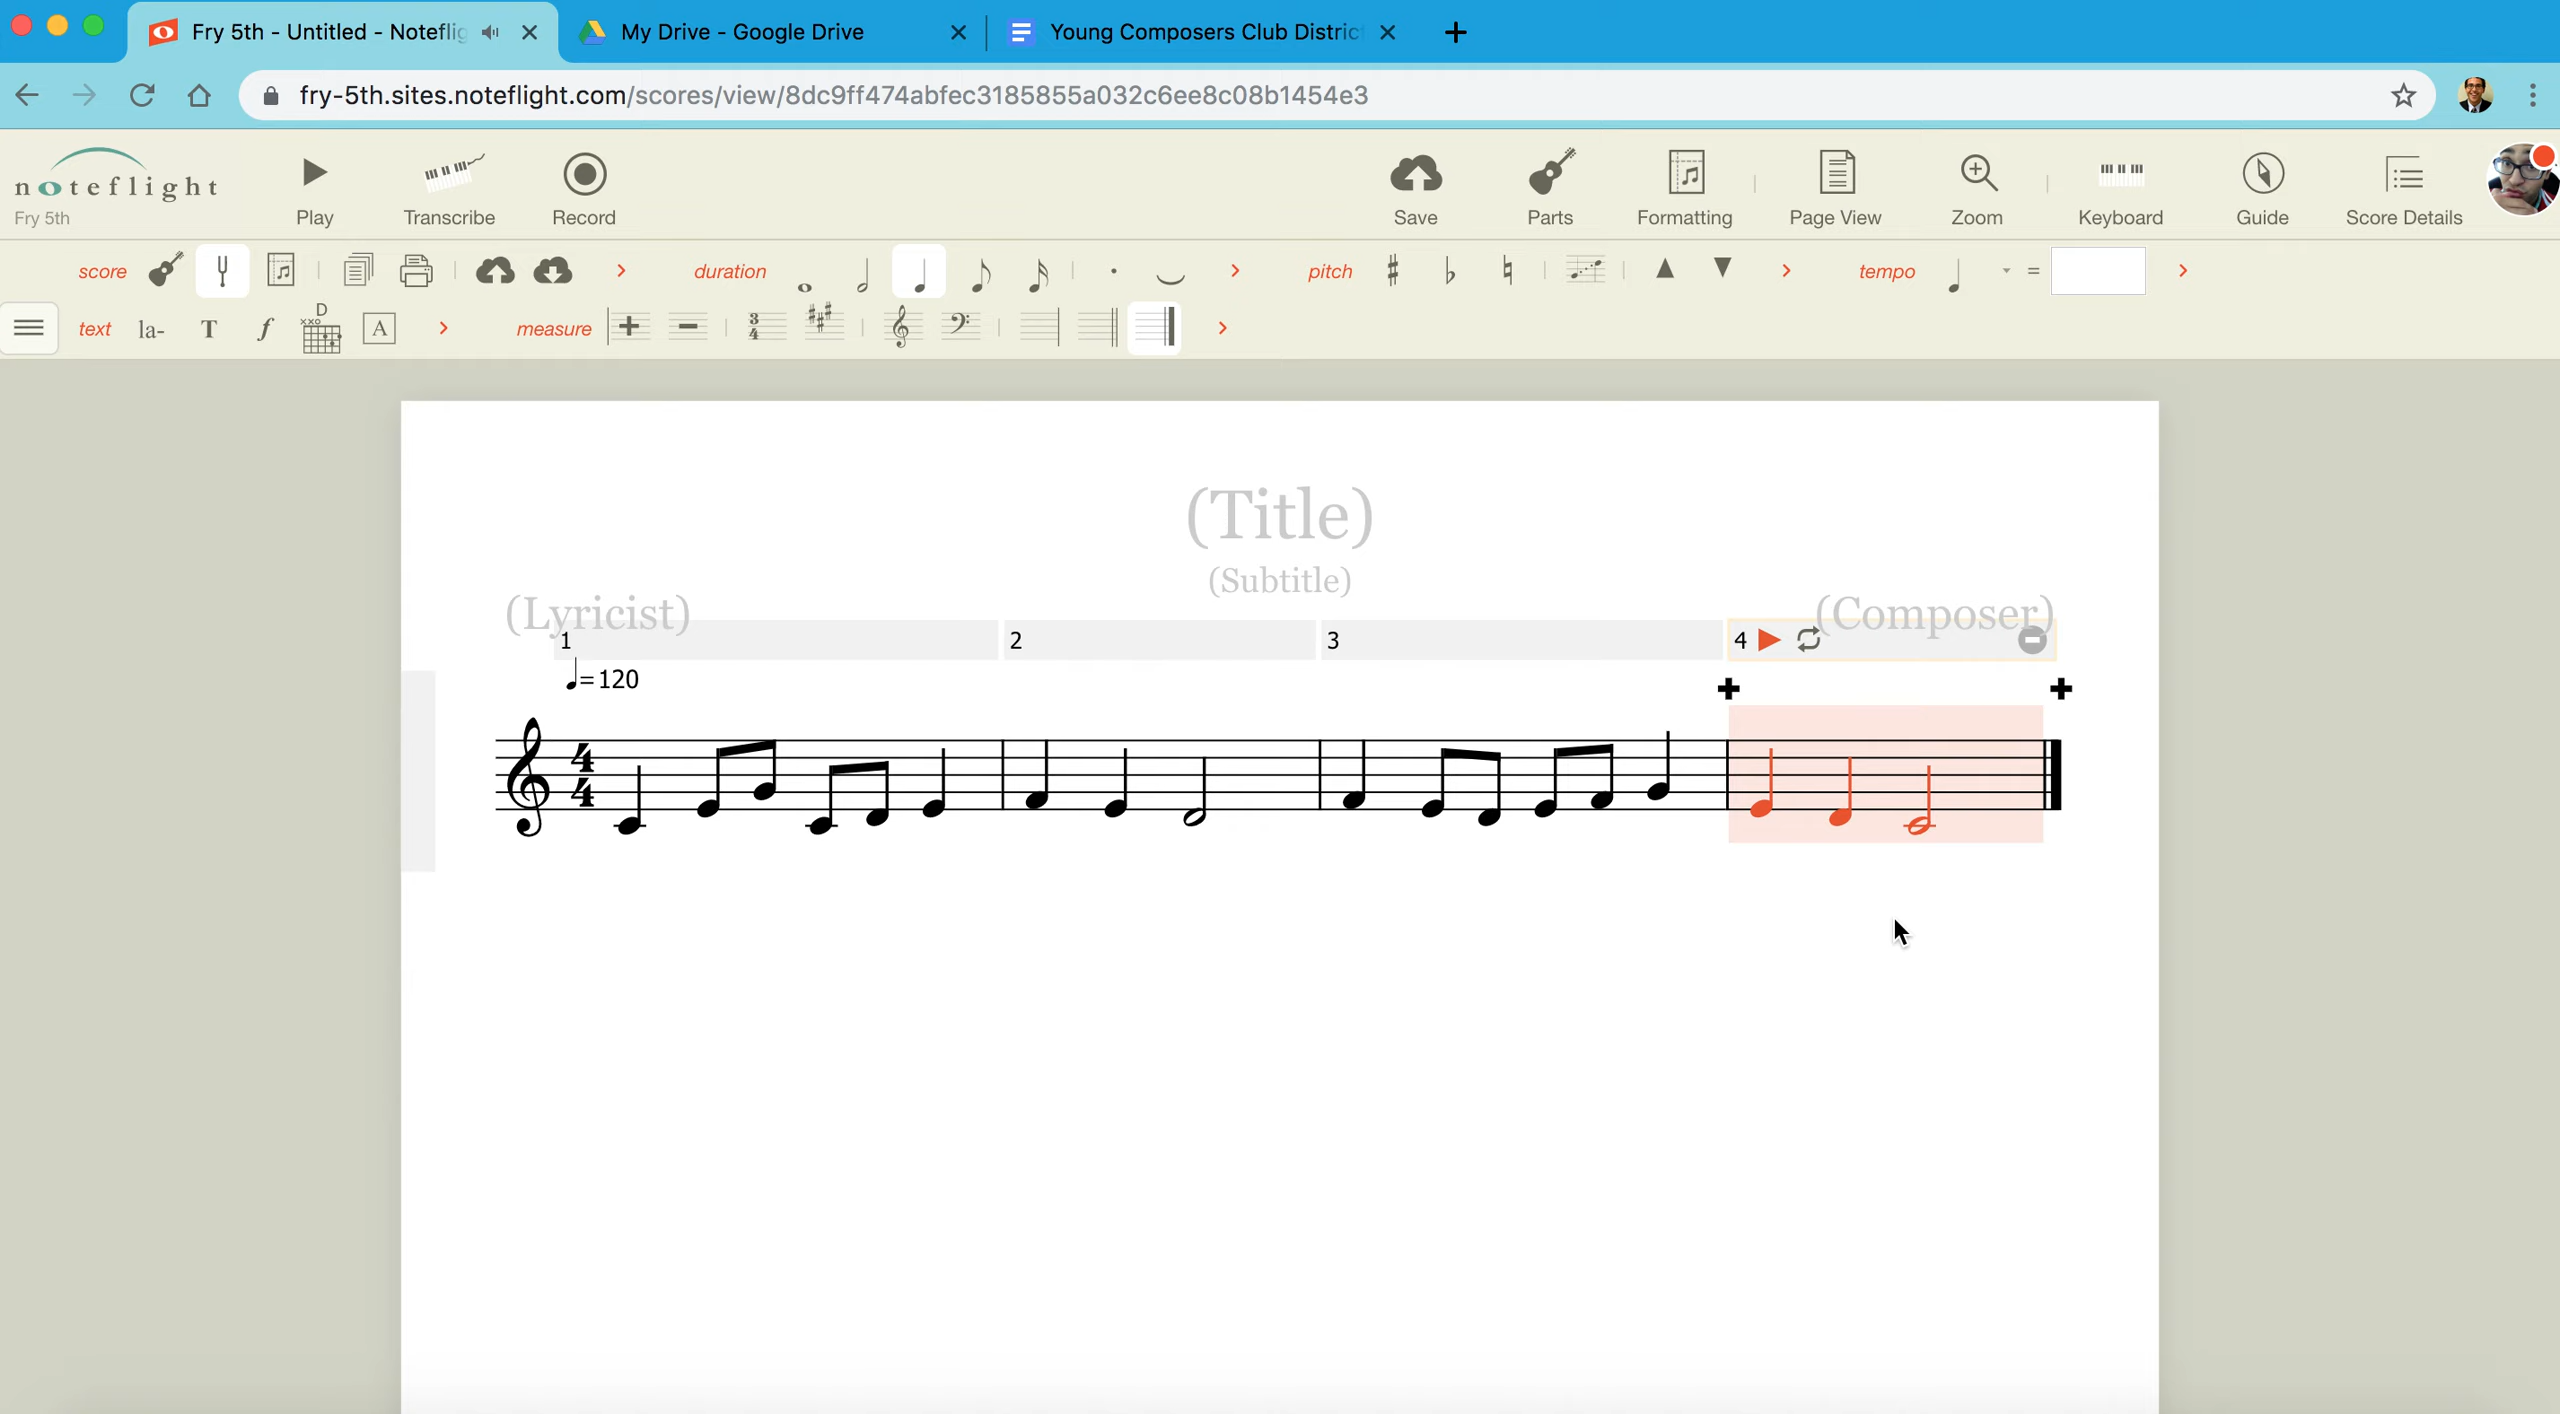 Fry 5th - Untitled - Noteflig
My Drive - Google Drive
Young Composers Club Distric
fry-5th.sites.noteflight.com/scores/view/8dc9ff474abfec3185855a032c6ee8c08b1454e3
noteflight
Fry 5th
Play
Transcribe
Record
Save
Parts
Formatting
Page View
Zoom
Keyboard
Guide
Score Details
score
duration
pitch
tempo
=
text
la-
T
f
D
xxo
A
measure
3
4
(Title)
(Subtitle)
(Lyricist)
(Composer)
1
2
3
4
=120
4
4